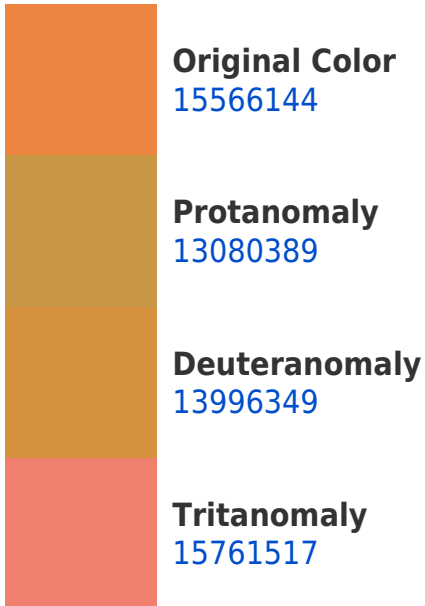 Original Color
15566144
Protanomaly
13080389
Deuteranomaly
13996349
Tritanomaly
15761517